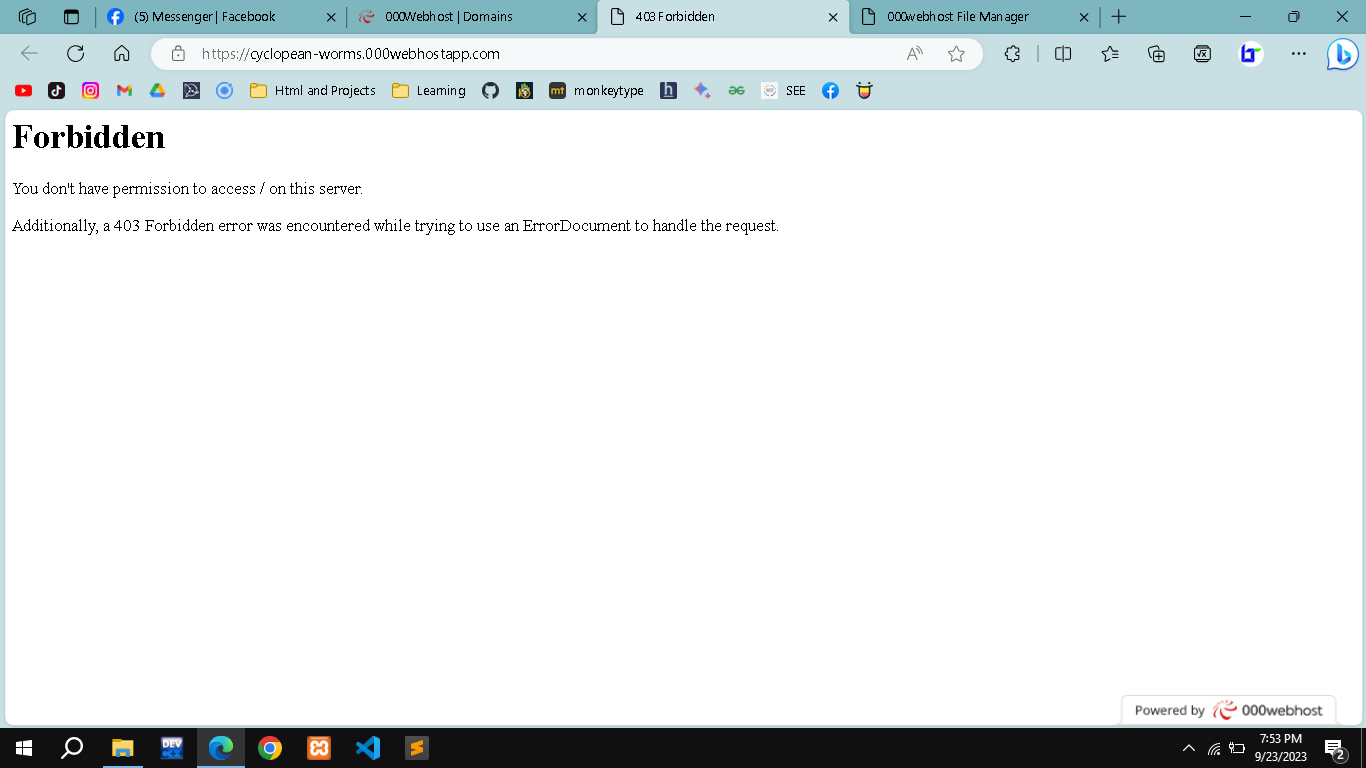 (5) Messenger | Facebook
000Webhost | Domains
403 Forbidden
000webhost File Manager
https://cyclopean-worms.000webhostapp.com
Html and Projects
Learning
mt
monkeytype
h
SEE
Forbidden
You don't have permission to access / on this server.
Additionally, a 403 Forbidden error was encountered while trying to use an ErrorDocument to handle the request.
Powered by 000webhost
DEV
7:53 PM
9/23/2023
2